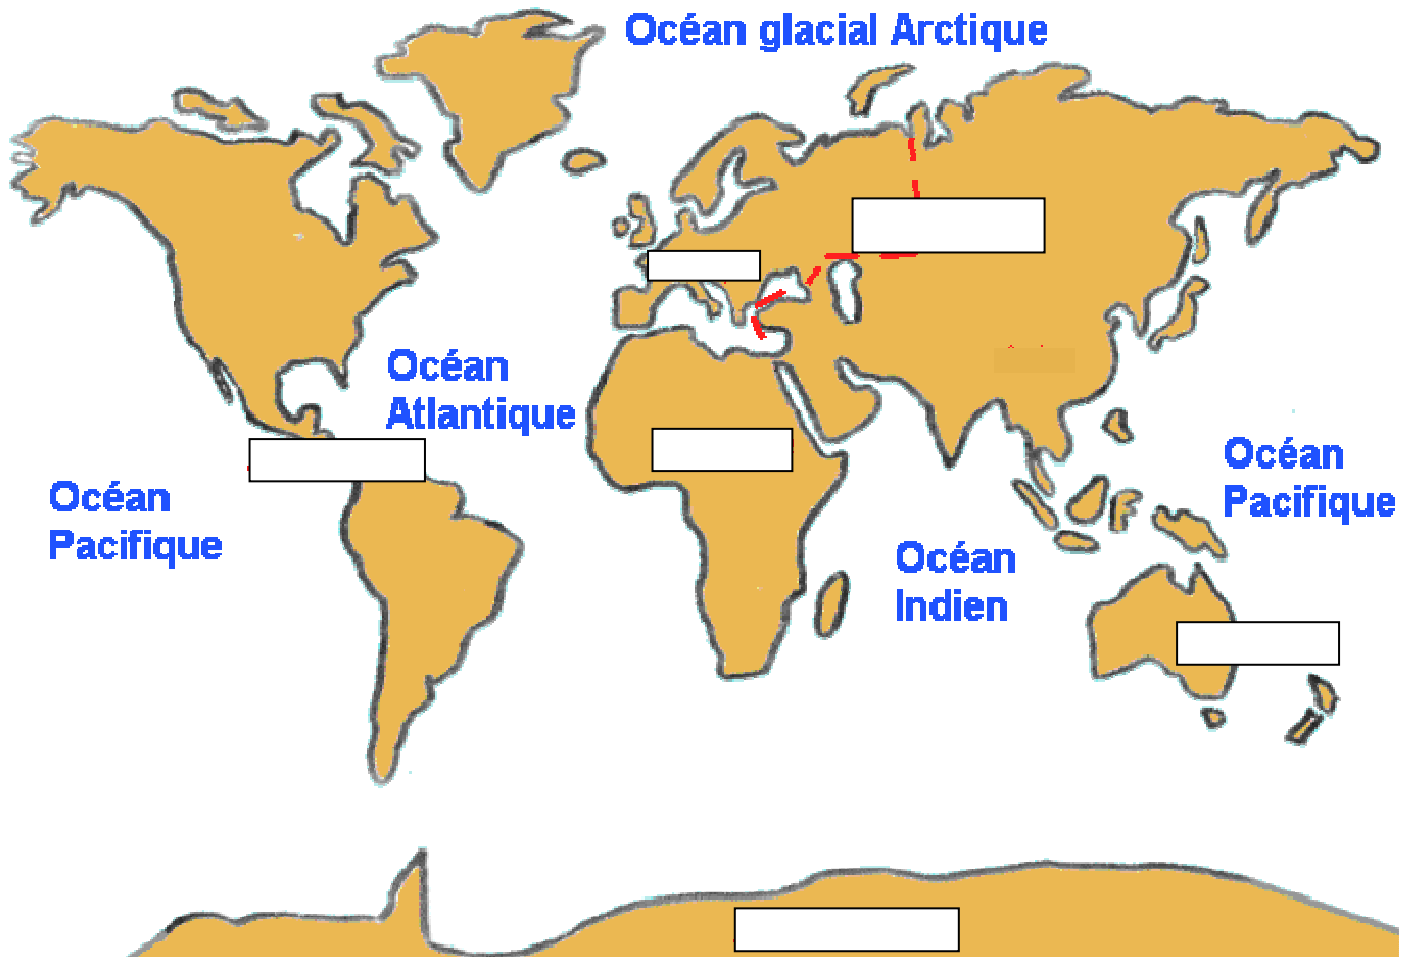 Océan glacial Arctique
Océan
Atlantique
Océan
Pacifique
Océan
Pacifique
Océan
Indien